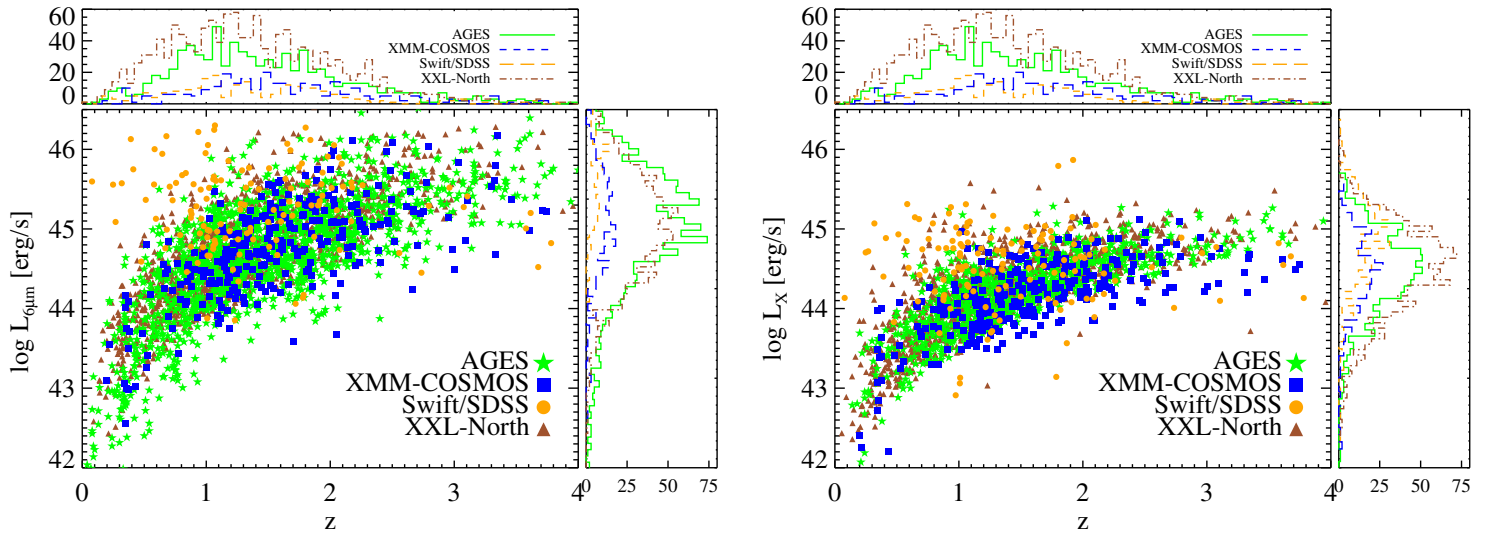 60
40
20
0
AGES
XMM-COSMOS
Swift/SDSS
XXL-North
log L6μm [erg/s]
46
45
44
43
42
AGES
XMM-COSMOS
Swift/SDSS
XXL-North
0 1 2 3 4
z
0 25 50 75
60
40
20
0
AGES
XMM-COSMOS
Swift/SDSS
XXL-North
log LX [erg/s]
46
45
44
43
42
AGES
XMM-COSMOS
Swift/SDSS
XXL-North
0 1 2 3 4
z
0 25 50 75